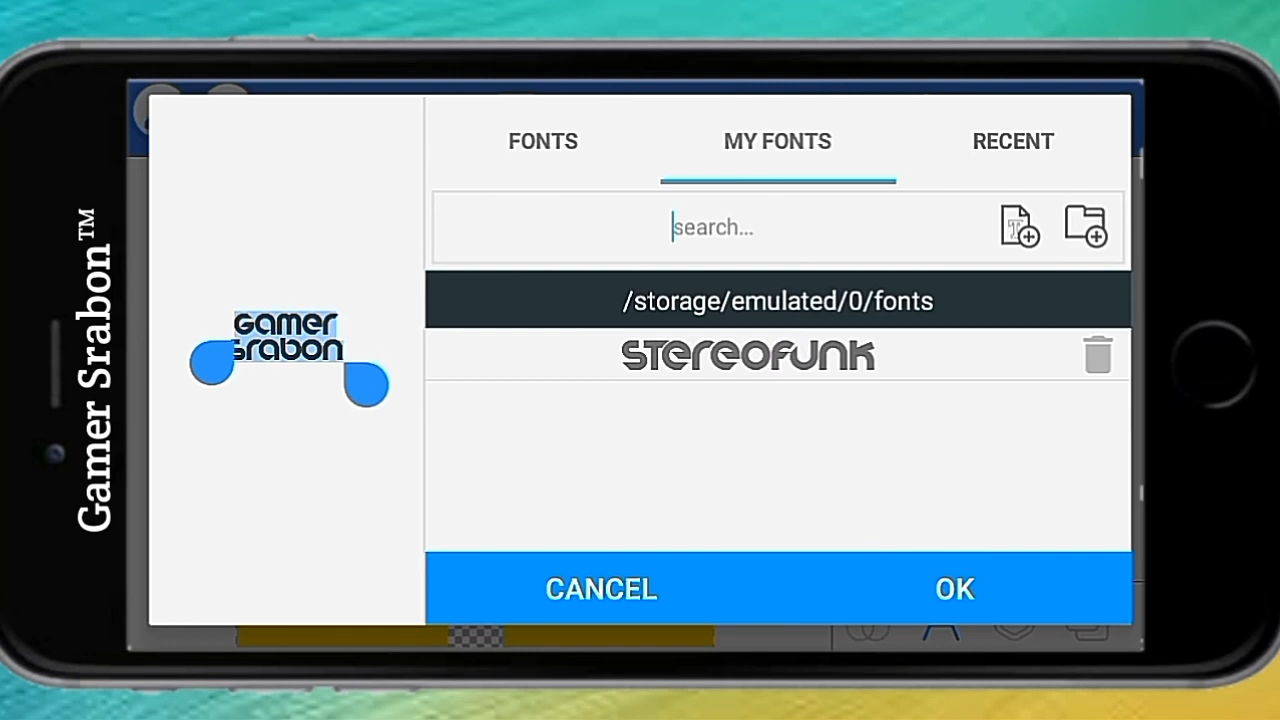 Gamer Srabon™
FONTS
MY FONTS
RECENT
search...
T
/storage/emulated/0/fonts
Gamer
Srabon
STEREOFUNK
CANCEL
OK